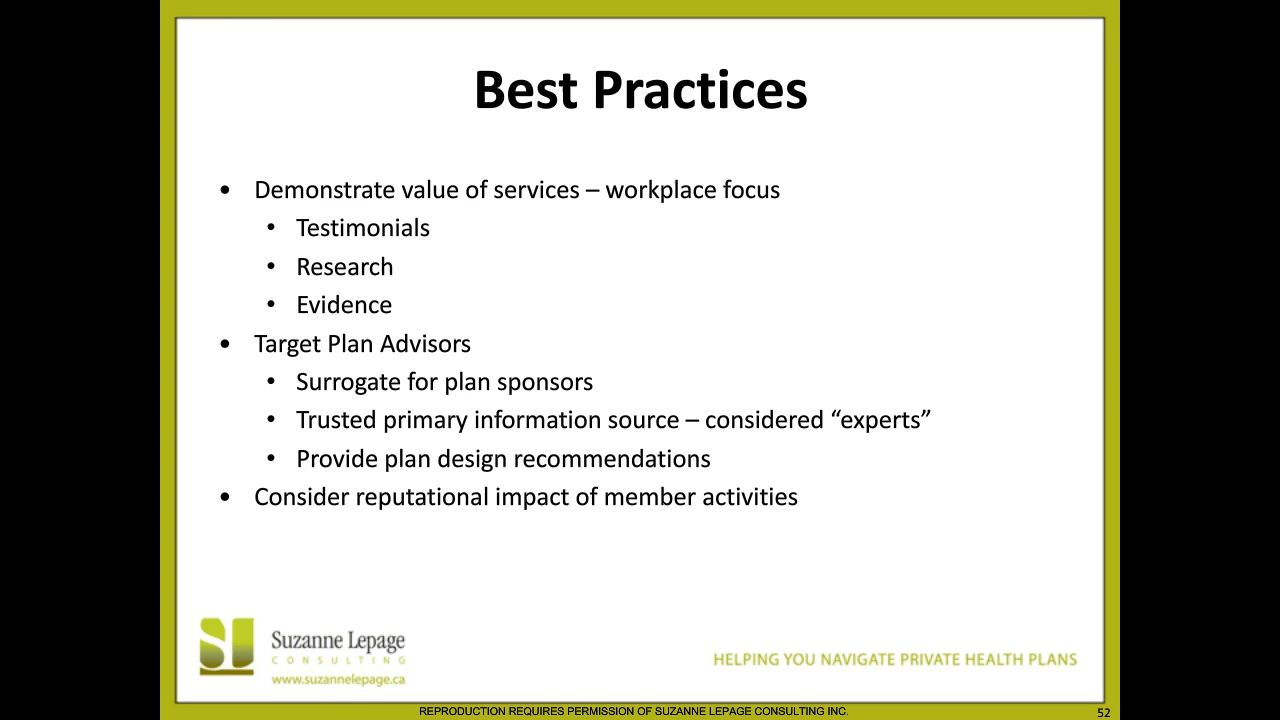 Best Practices
• Demonstrate value of services – workplace focus
• Testimonials
• Research
• Evidence
• Target Plan Advisors
• Surrogate for plan sponsors
• Trusted primary information source – considered “experts”
• Provide plan design recommendations
• Consider reputational impact of member activities
SL
Suzanne Lepage
CONSULTING
www.suzannelepage.ca
HELPING YOU NAVIGATE PRIVATE HEALTH PLANS
REPRODUCTION REQUIRES PERMISSION OF SUZANNE LEPAGE CONSULTING INC.
52